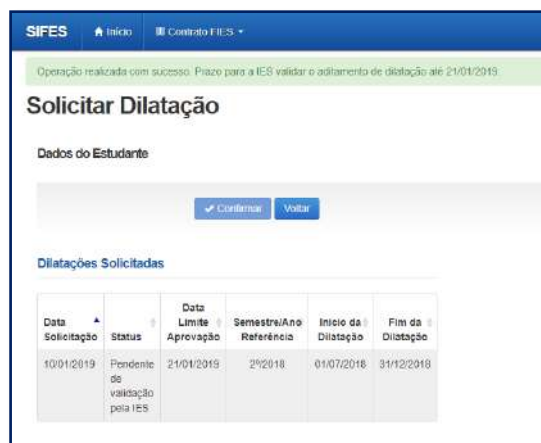 SIFES Início Contrato FIES
Operação realizada com sucesso. Prazo para a IES validar o aditamento de dilatação até 21/01/2019.
Solicitar Dilatação
Dados do Estudante
Confirmar Voltar
Dilatações Solicitadas
Data Solicitação Status Data Limite Aprovação Semestre/Ano Referência Início da Dilatação Fim da Dilatação
10/01/2019 Pendente de validação pela IES 21/01/2019 2º/2018 01/07/2018 31/12/2018